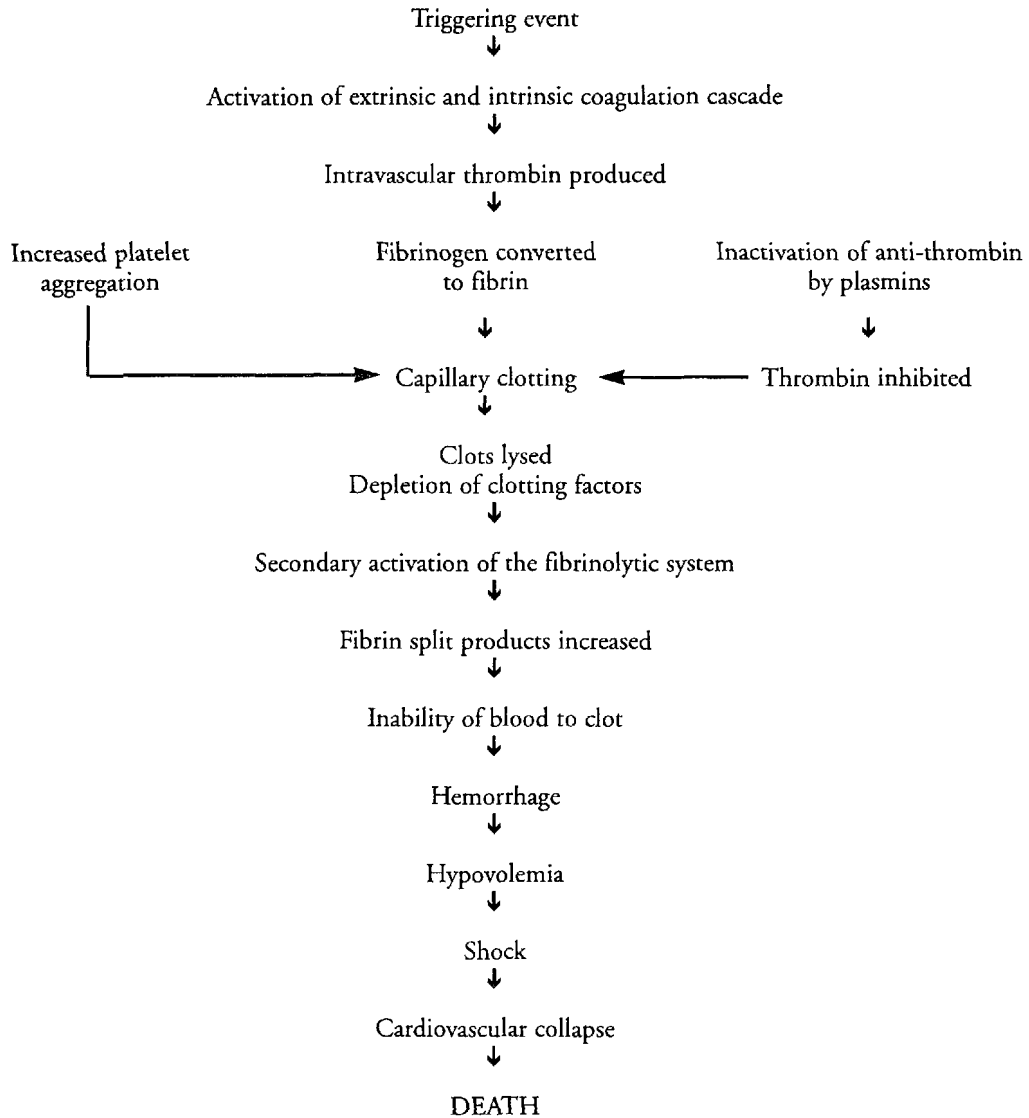 Triggering event
Activation of extrinsic and intrinsic coagulation cascade
Intravascular thrombin produced
Increased platelet
aggregation
Fibrinogen converted
to fibrin
Inactivation of anti-thrombin
by plasmins
Capillary clotting
Thrombin inhibited
Clots lysed
Depletion of clotting factors
Secondary activation of the fibrinolytic system
Fibrin split products increased
Inability of blood to clot
Hemorrhage
Hypovolemia
Shock
Cardiovascular collapse
DEATH